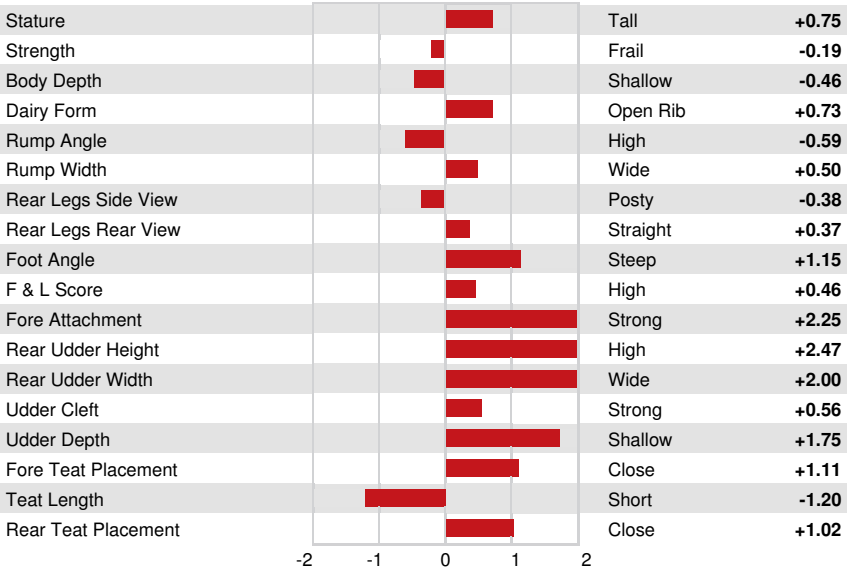 Stature Tall +0.75
Strength Frail -0.19
Body Depth Shallow -0.46
Dairy Form Open Rib +0.73
Rump Angle High -0.59
Rump Width Wide +0.50
Rear Legs Side View Posty -0.38
Rear Legs Rear View Straight +0.37
Foot Angle Steep +1.15
F & L Score High +0.46
Fore Attachment Strong +2.25
Rear Udder Height High +2.47
Rear Udder Width Wide +2.00
Udder Cleft Strong +0.56
Udder Depth Shallow +1.75
Fore Teat Placement Close +1.11
Teat Length Short -1.20
Rear Teat Placement Close +1.02
-2 -1 0 1 2